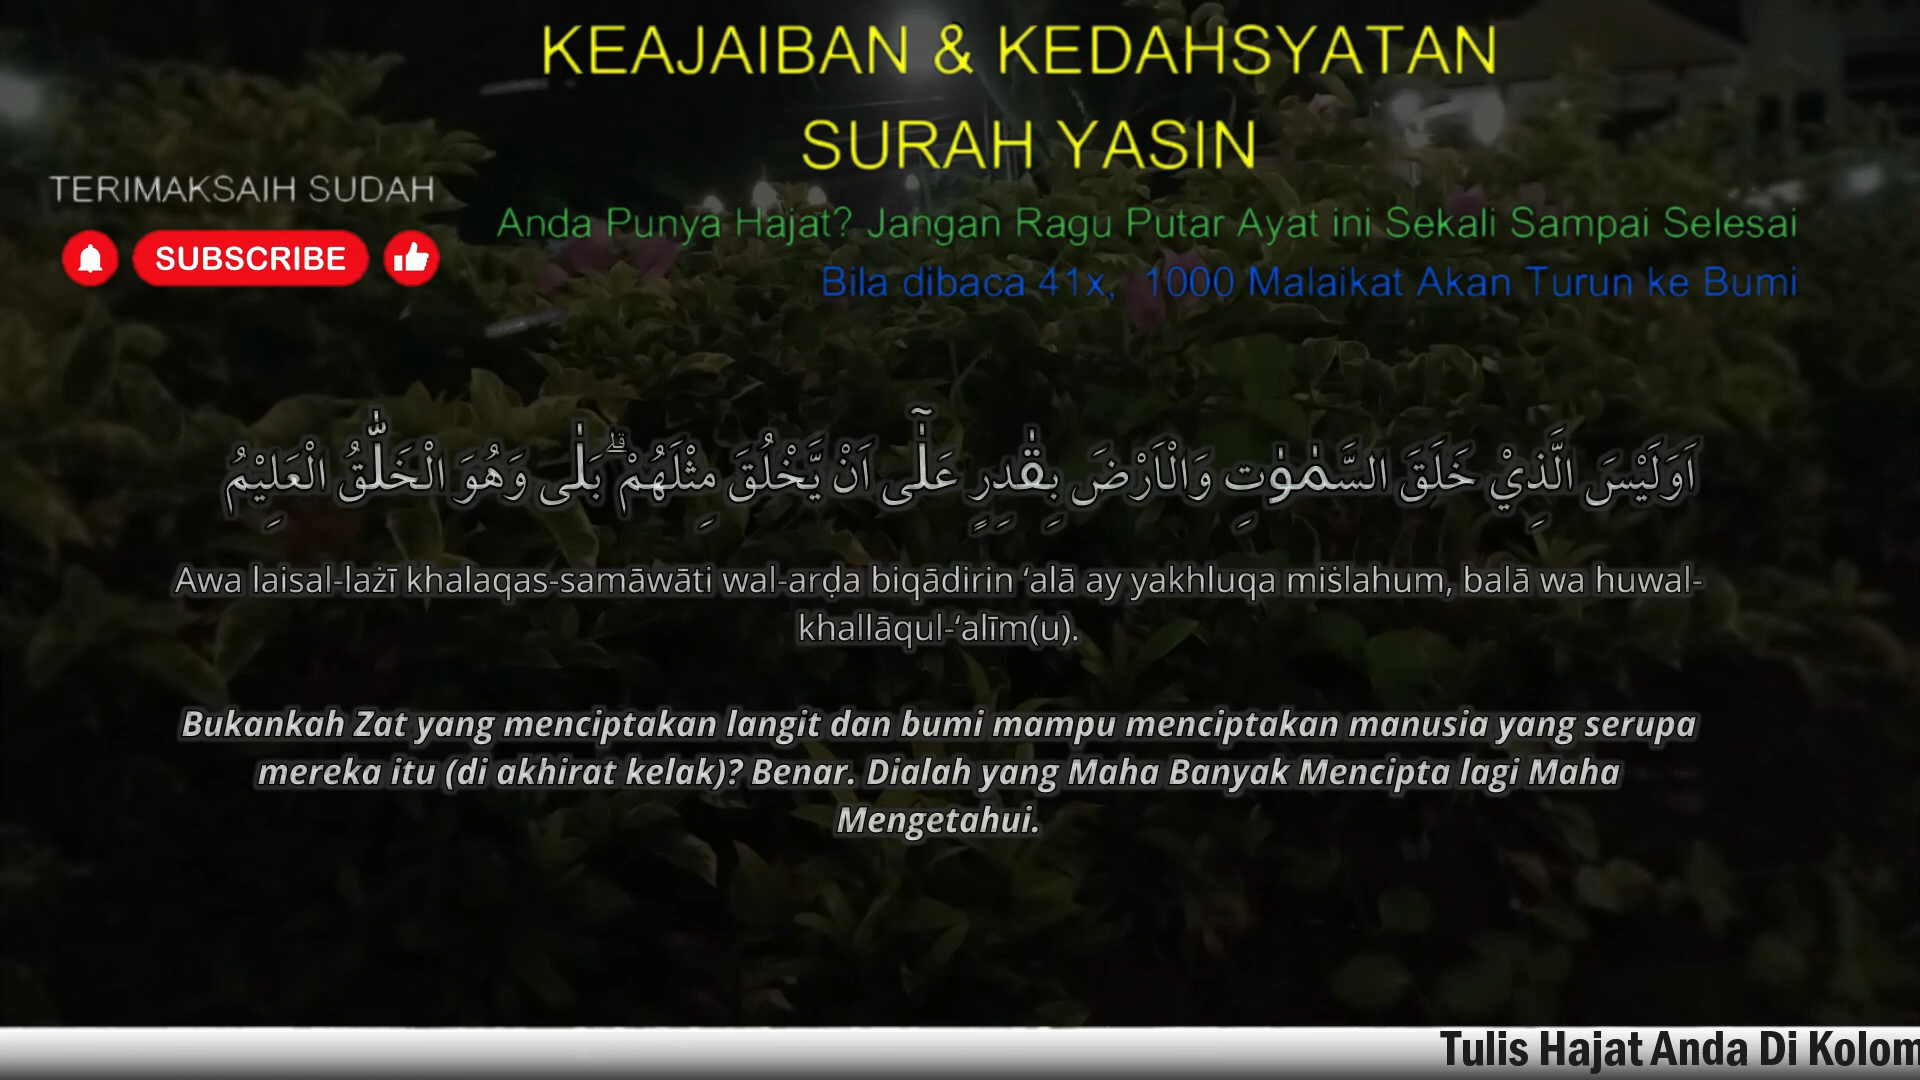 KEAJAIBAN & KEDAHSYATAN
SURAH YASIN
TERIMAKSAIH SUDAH
SUBSCRIBE
Anda Punya Hajat? Jangan Ragu Putar Ayat ini Sekali Sampai Selesai
Bila dibaca 41x, 1000 Malaikat Akan Turun ke Bumi
اَوَلَيْسَ الَّذِيْ خَلَقَ السَّمٰوٰتِ وَالْاَرْضَ بِقٰدِرٍ عَلٰٓى اَنْ يَّخْلُقَ مِثْلَهُمْ ۗبَلٰى وَهُوَ الْخَلّٰقُ الْعَلِيْمُ
Awa laisal-lażī khalaqas-samāwāti wal-arḍa biqādirin ‘alā ay yakhluqa miṡlahum, balā wa huwal-
khallāqul-‘alīm(u).
Bukankah Zat yang menciptakan langit dan bumi mampu menciptakan manusia yang serupa
mereka itu (di akhirat kelak)? Benar. Dialah yang Maha Banyak Mencipta lagi Maha
Mengetahui.
Tulis Hajat Anda Di Kolom